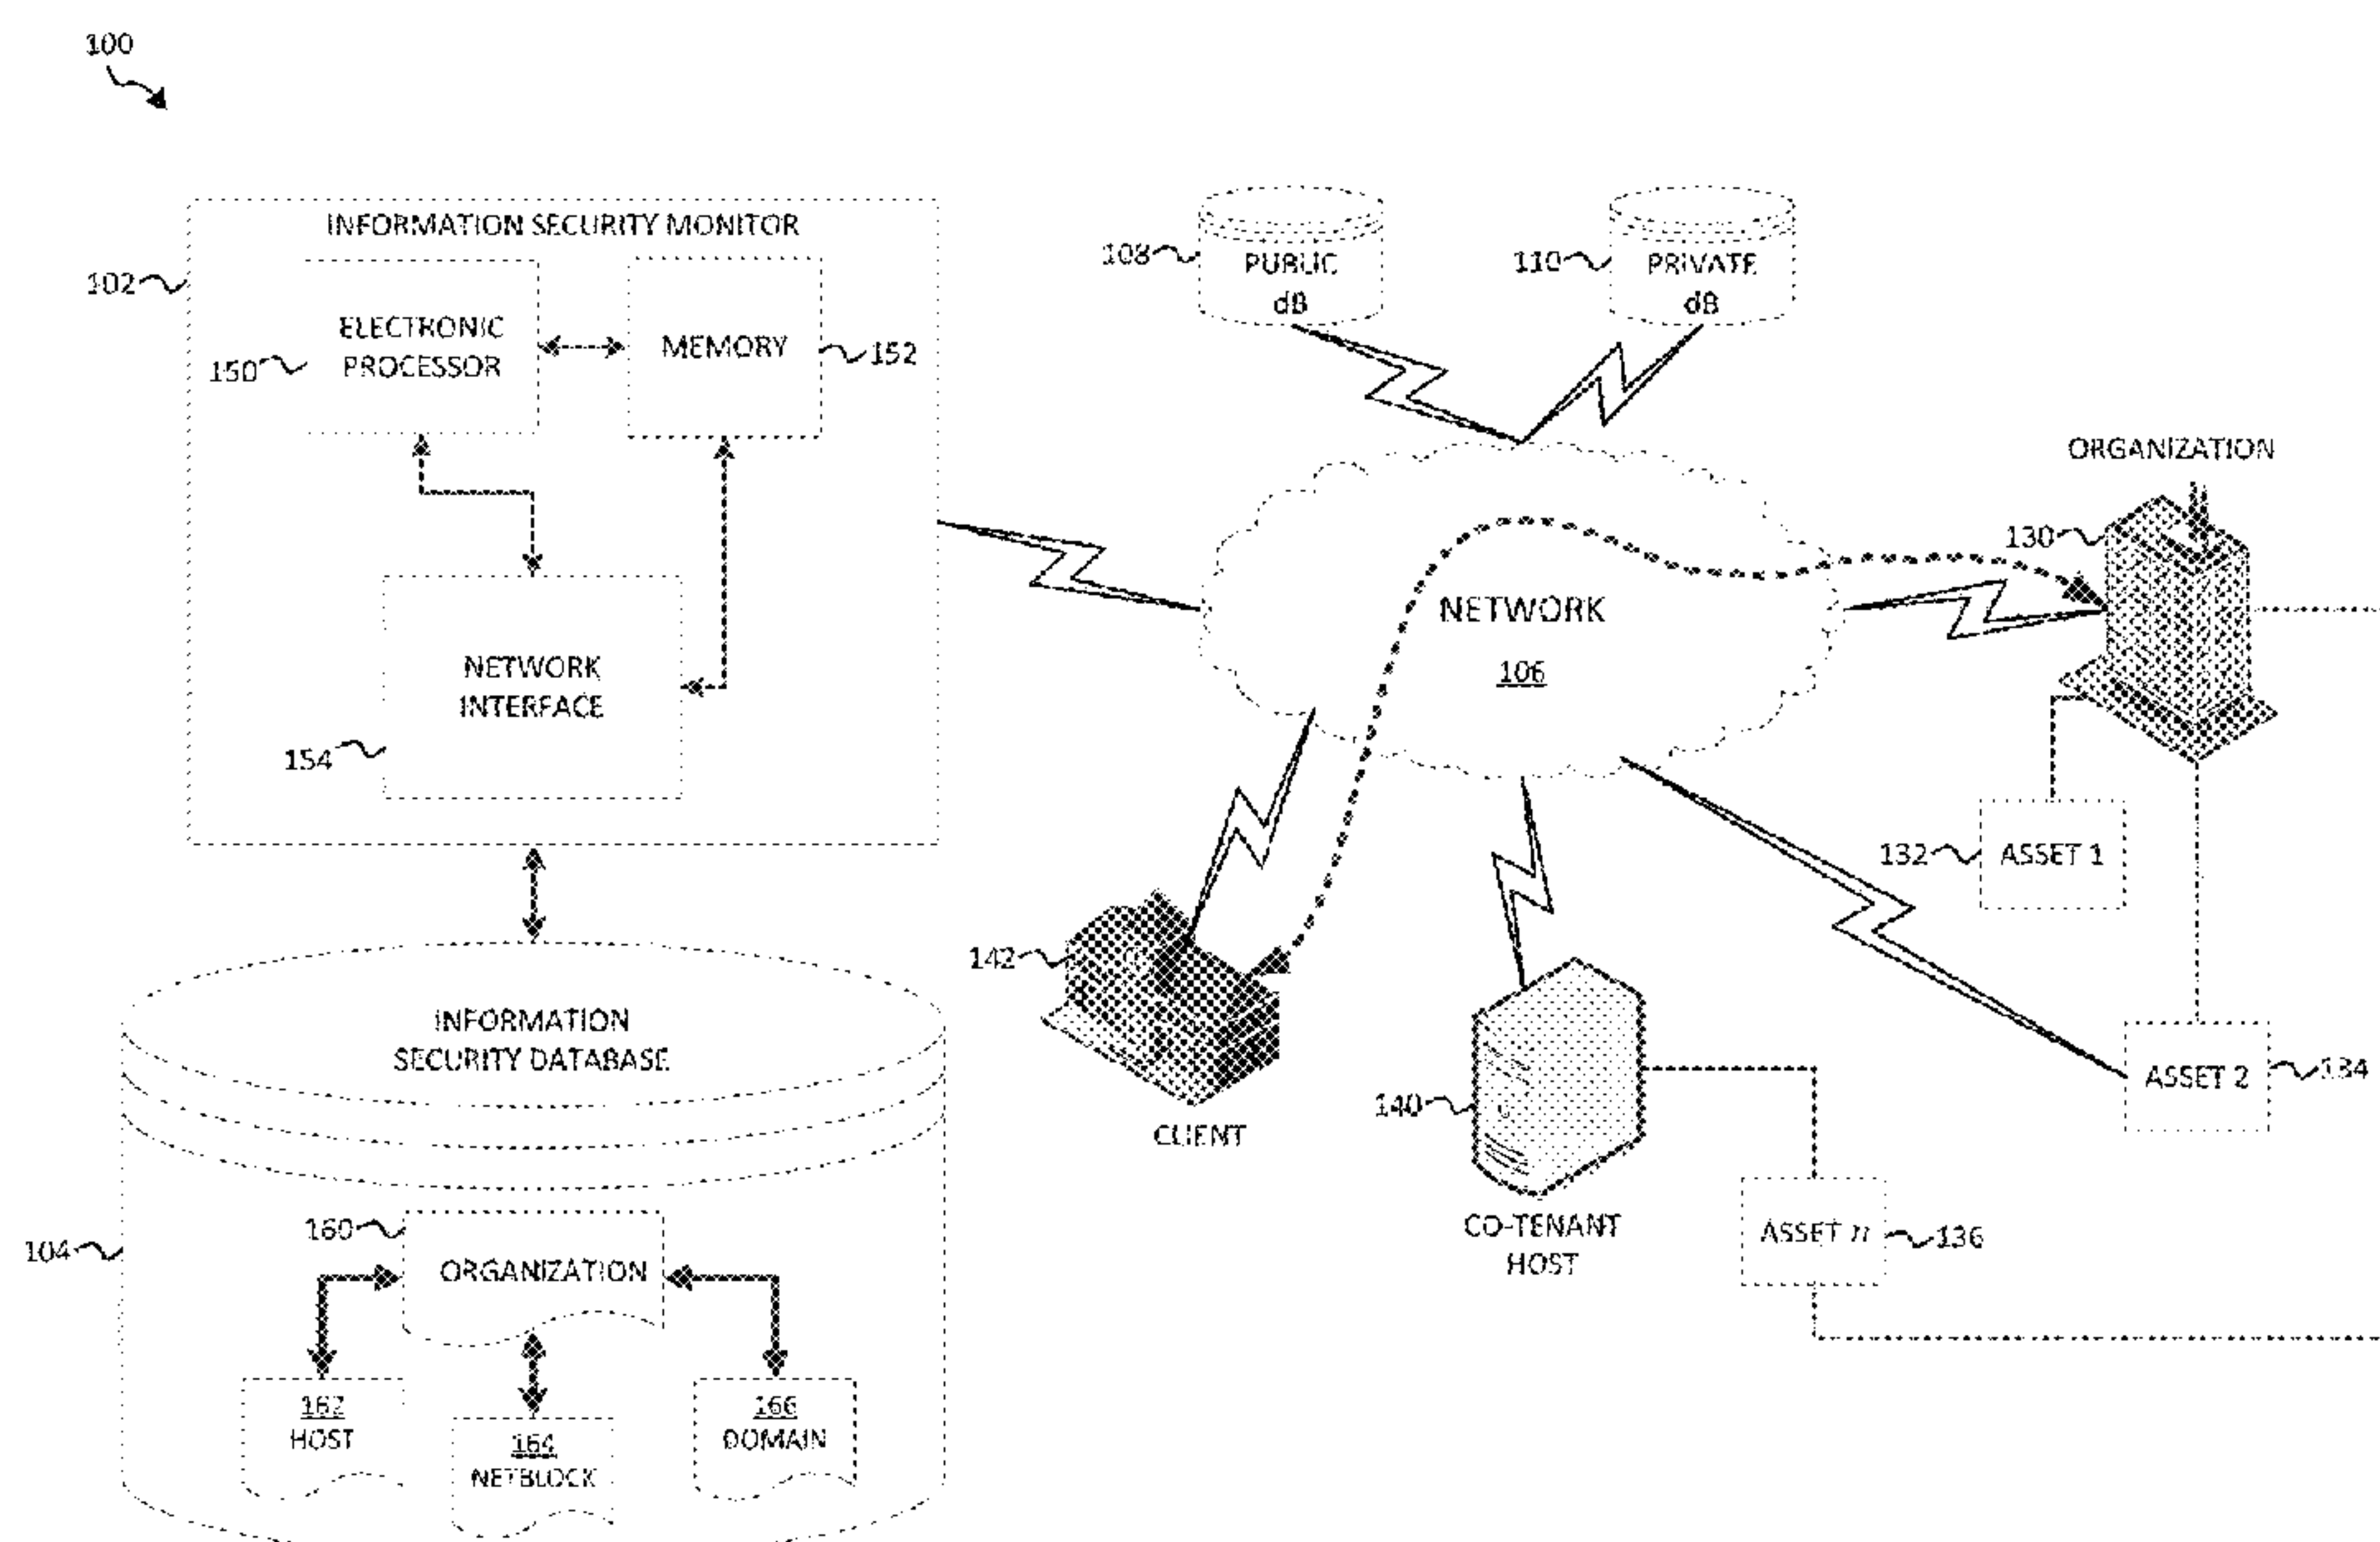 100
INFORMATION SECURITY MONITOR
102
ELECTRONIC
PROCESSOR
150
MEMORY
152
NETWORK
INTERFACE
154
108
PUBLIC
dB
110
PRIVATE
dB
NETWORK
106
ORGANIZATION
130
132
ASSET 1
ASSET 2
134
142
CLIENT
140
CO-TENANT
HOST
ASSET n
136
INFORMATION
SECURITY DATABASE
104
160
ORGANIZATION
162
HOST
164
NETBLOCK
166
DOMAIN